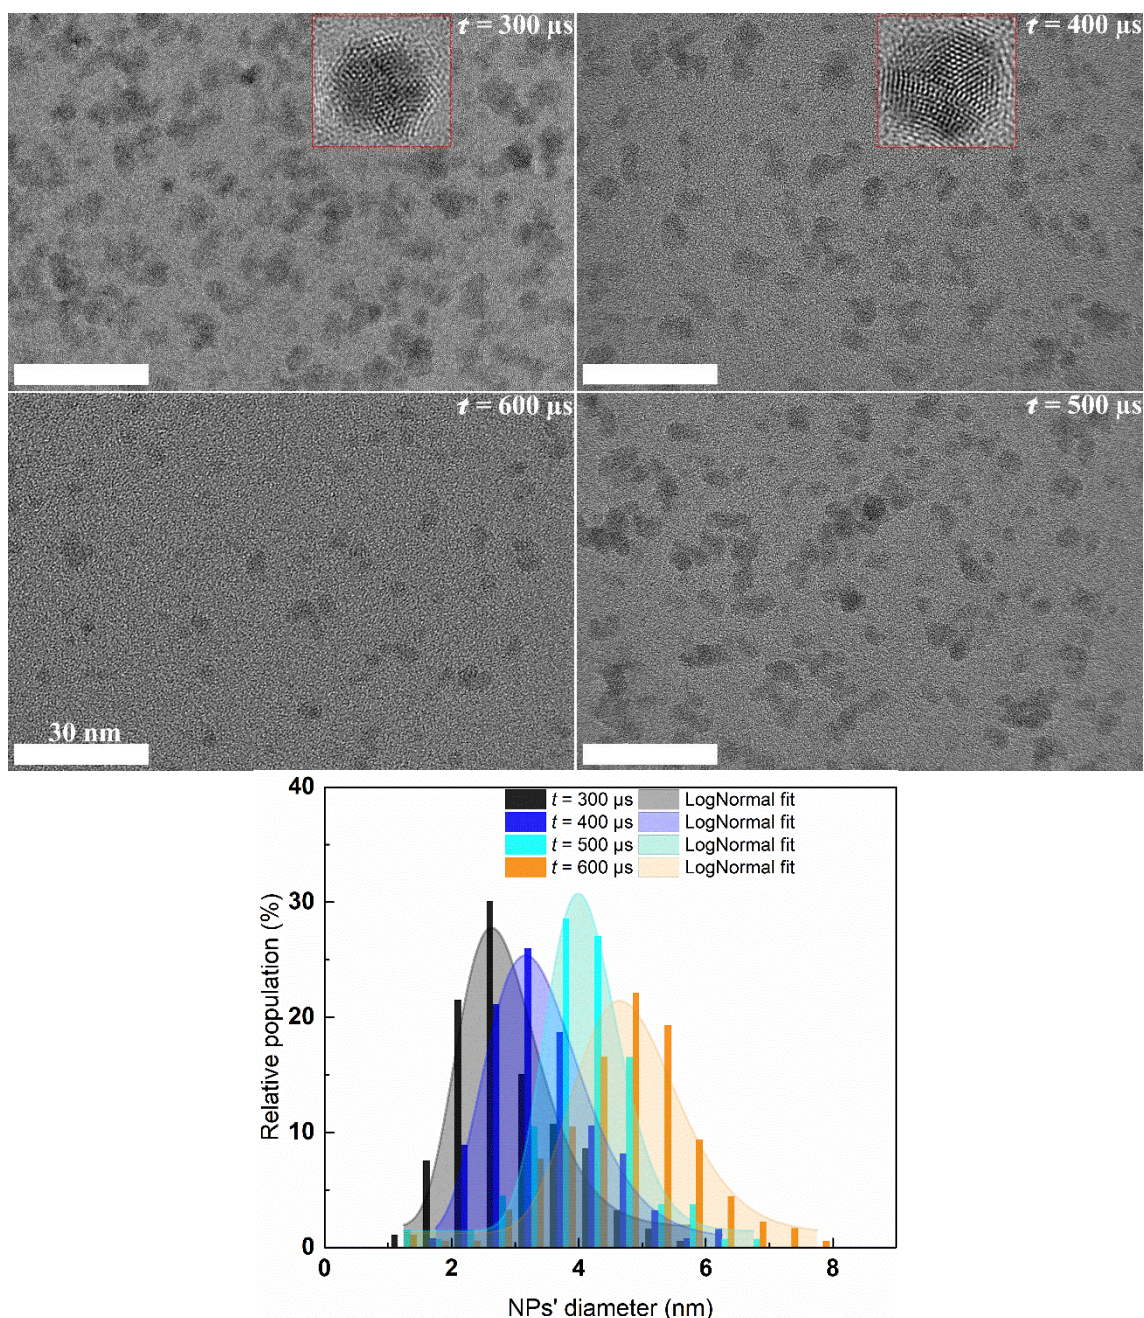 t = 300 µs
t = 400 µs
t = 600 µs
t = 500 µs
30 nm
40
30
20
10
0
Relative population (%)
t = 300 µs LogNormal fit
t = 400 µs LogNormal fit
t = 500 µs LogNormal fit
t = 600 µs LogNormal fit
0 2 4 6 8
NPs' diameter (nm)